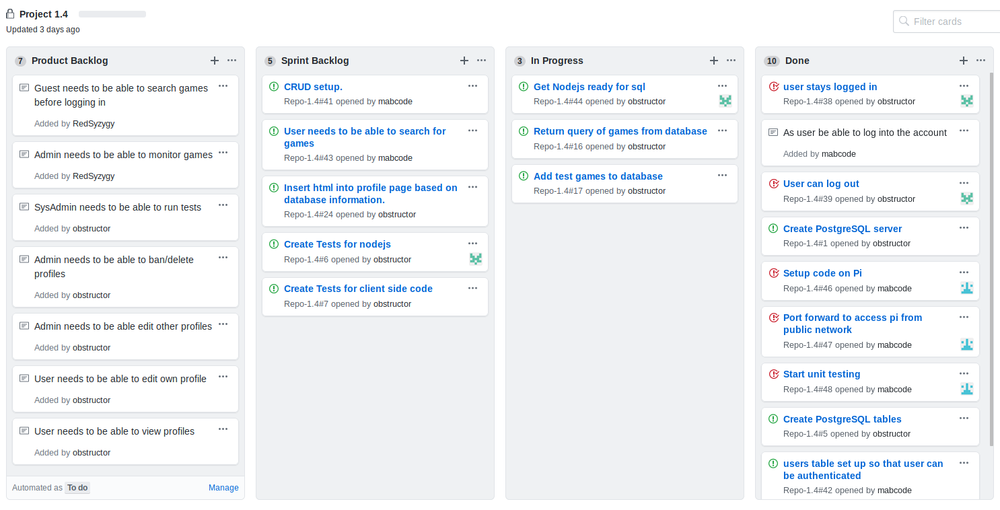 Project 1.4
Updated 3 days ago
Filter cards
7 Product Backlog
Guest needs to be able to search games
before logging in
Added by RedSyzygy
Admin needs to be able to monitor games
Added by RedSyzygy
SysAdmin needs to be able to run tests
Added by obstructor
Admin needs to be able to ban/delete
profiles
Added by obstructor
Admin needs to be able edit other profiles
Added by obstructor
User needs to be able to edit own profile
Added by obstructor
User needs to be able to view profiles
Added by obstructor
Automated as To do
Manage
5 Sprint Backlog
CRUD setup.
Repo-1.4#41 opened by mabcode
User needs to be able to search for
games
Repo-1.4#43 opened by mabcode
Insert html into profile page based on
database information.
Repo-1.4#24 opened by obstructor
Create Tests for nodejs
Repo-1.4#6 opened by obstructor
Create Tests for client side code
Repo-1.4#7 opened by obstructor
3 In Progress
Get Nodejs ready for sql
Repo-1.4#44 opened by obstructor
Return query of games from database
Repo-1.4#16 opened by obstructor
Add test games to database
Repo-1.4#17 opened by obstructor
10 Done
user stays logged in
Repo-1.4#38 opened by obstructor
As user be able to log into the account
Added by mabcode
User can log out
Repo-1.4#39 opened by obstructor
Create PostgreSQL server
Repo-1.4#1 opened by obstructor
Setup code on Pi
Repo-1.4#46 opened by mabcode
Port forward to access pi from
public network
Repo-1.4#47 opened by mabcode
Start unit testing
Repo-1.4#48 opened by mabcode
Create PostgreSQL tables
Repo-1.4#5 opened by obstructor
users table set up so that user can
be authenticated
Repo-1.4#42 opened by mabcode